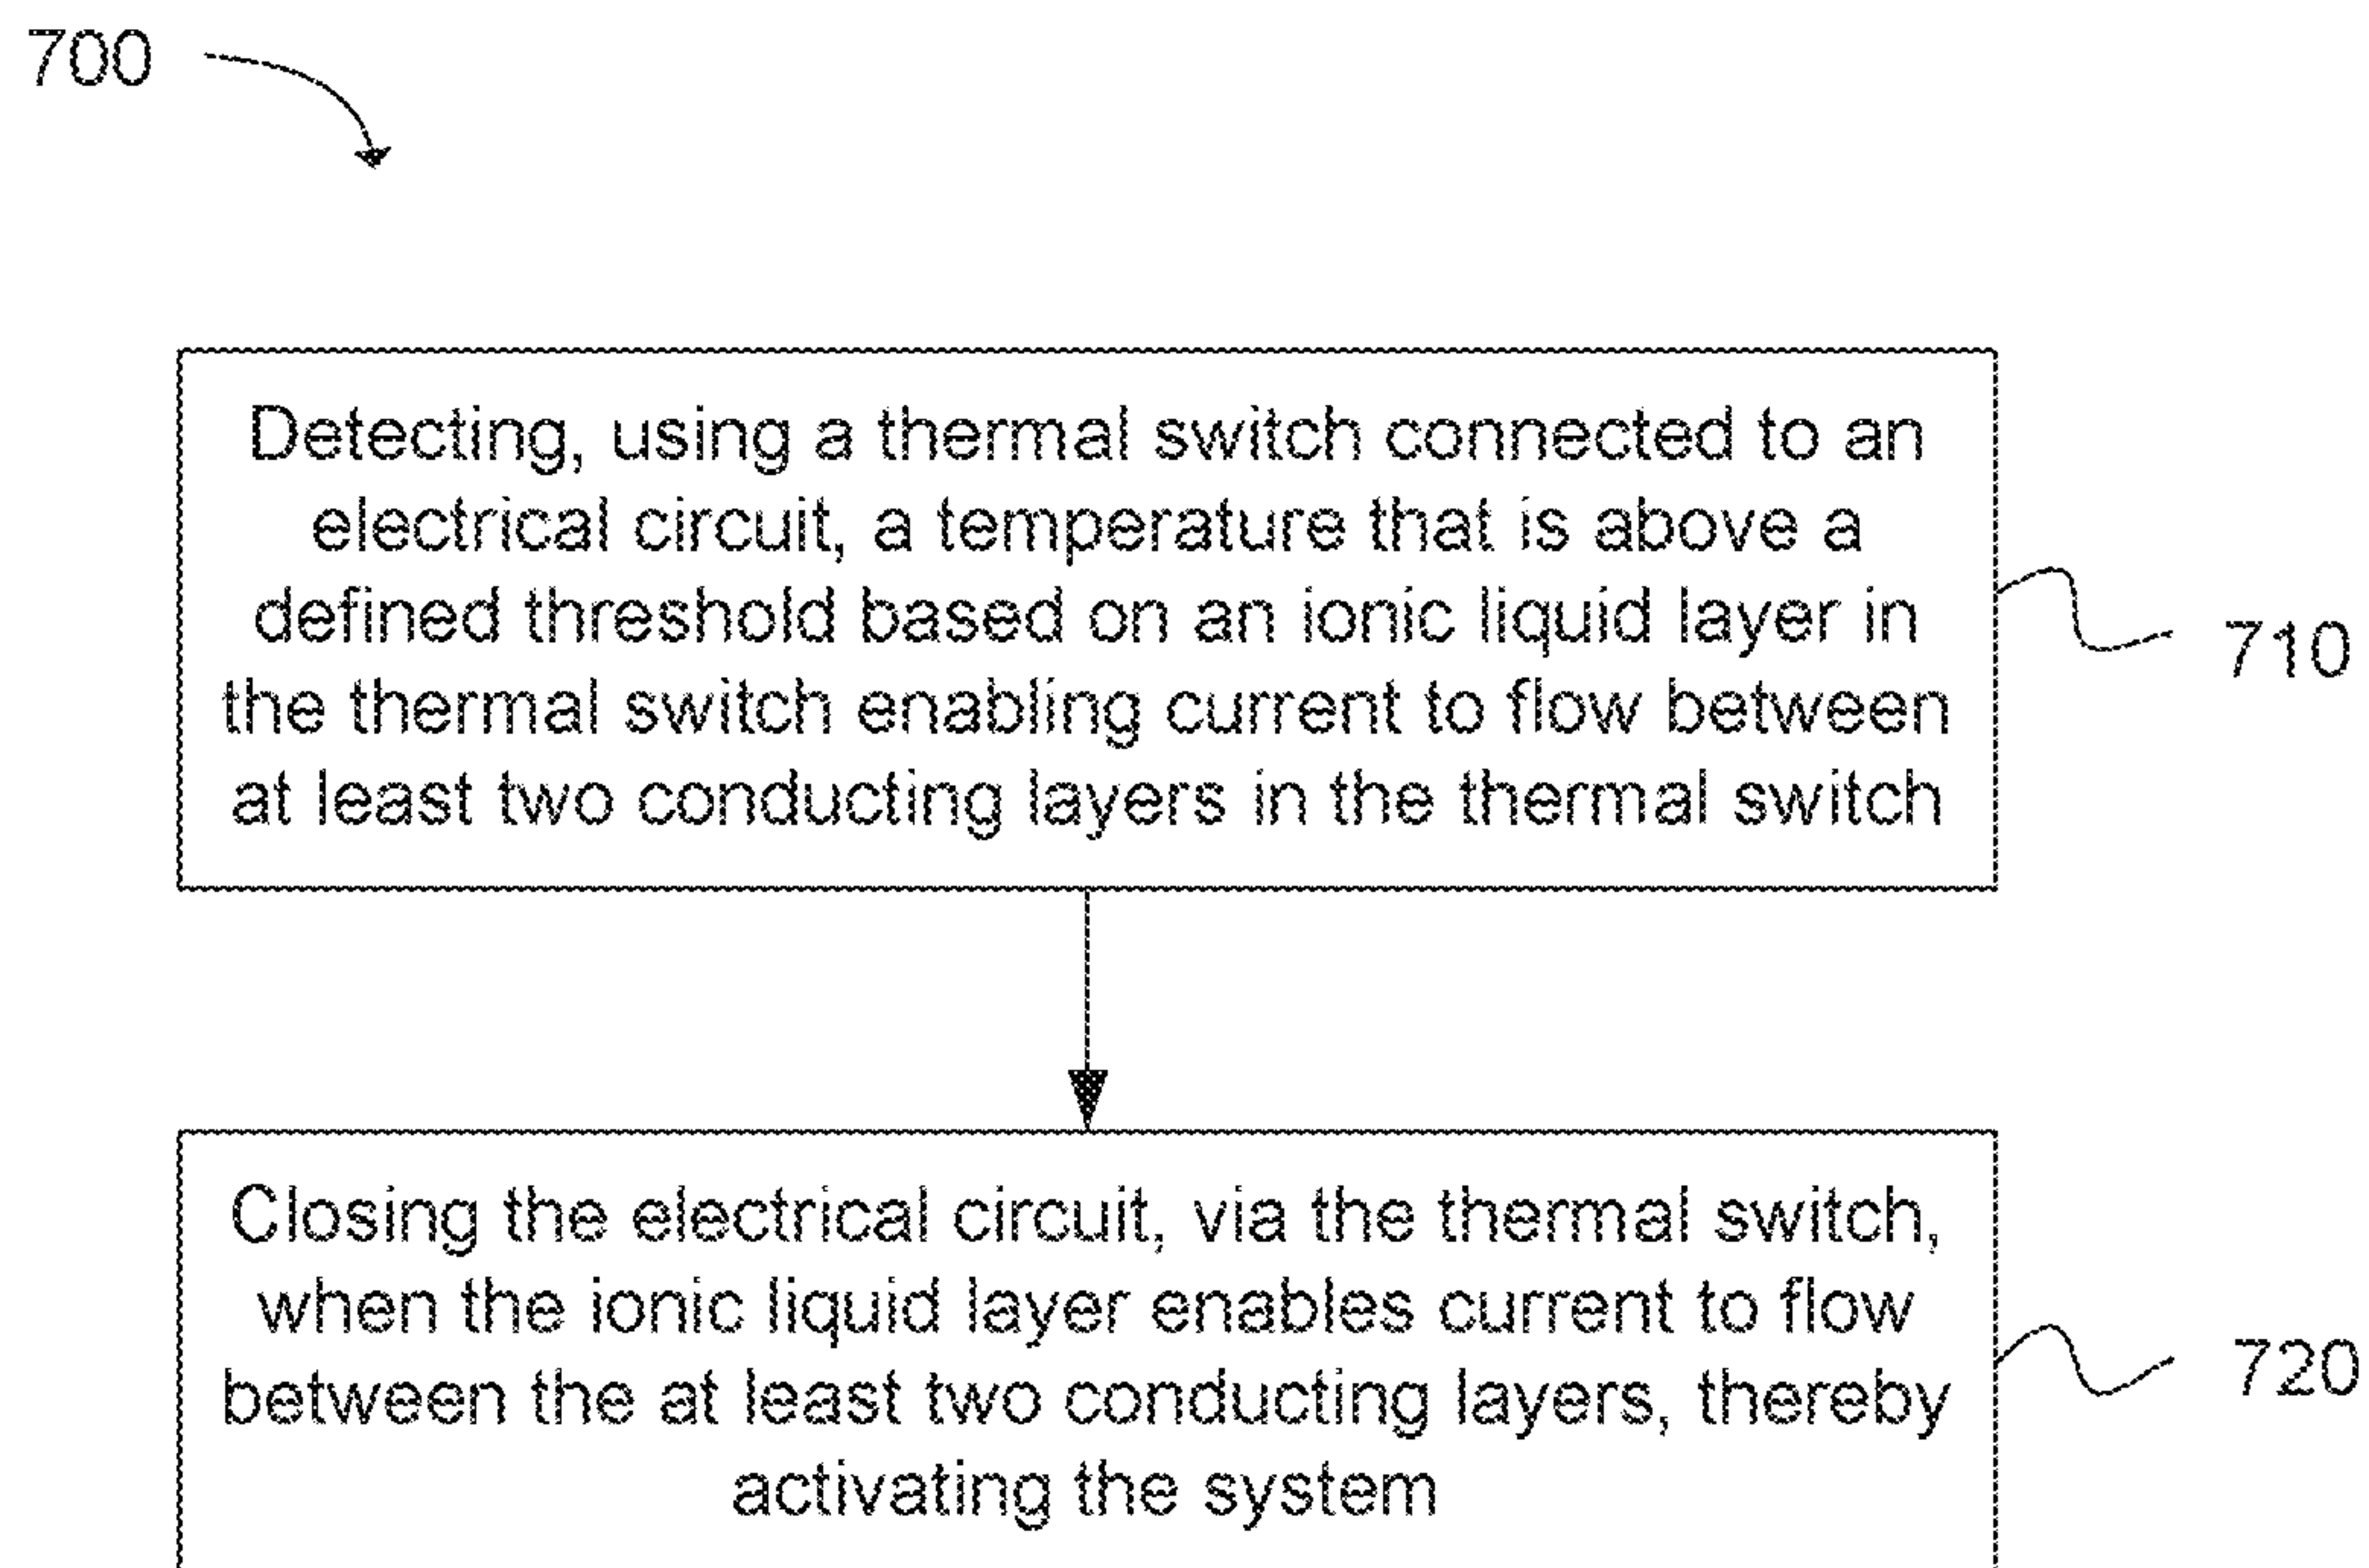 700
Detecting, using a thermal switch connected to an
electrical circuit, a temperature that is above a
defined threshold based on an ionic liquid layer in
the thermal switch enabling current to flow between
at least two conducting layers in the thermal switch
710
Closing the electrical circuit, via the thermal switch,
when the ionic liquid layer enables current to flow
between the at least two conducting layers, thereby
activating the system
720